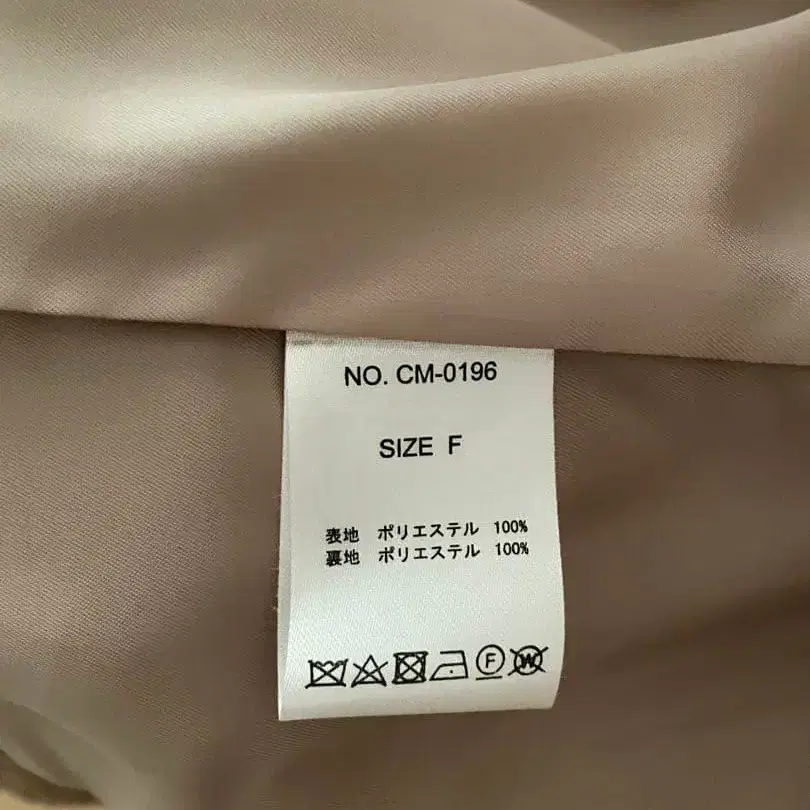 NO. CM-0196
SIZE F
表地 ポリエステル 100%
裏地 ポリエステル 100%
F W